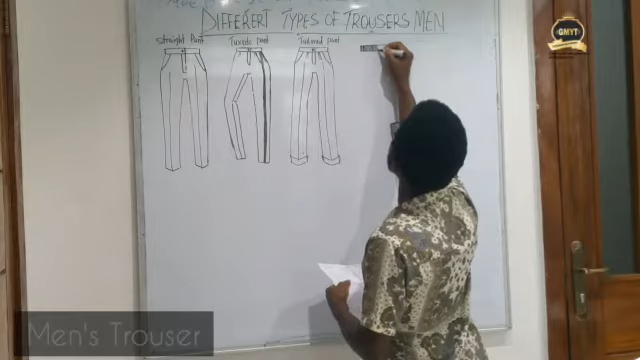 DIFFERENT TYPES OF TROUSERS MEN
Straight Pant
Tuxedo pant
Tailored pant
GMYT
Men's Trouser